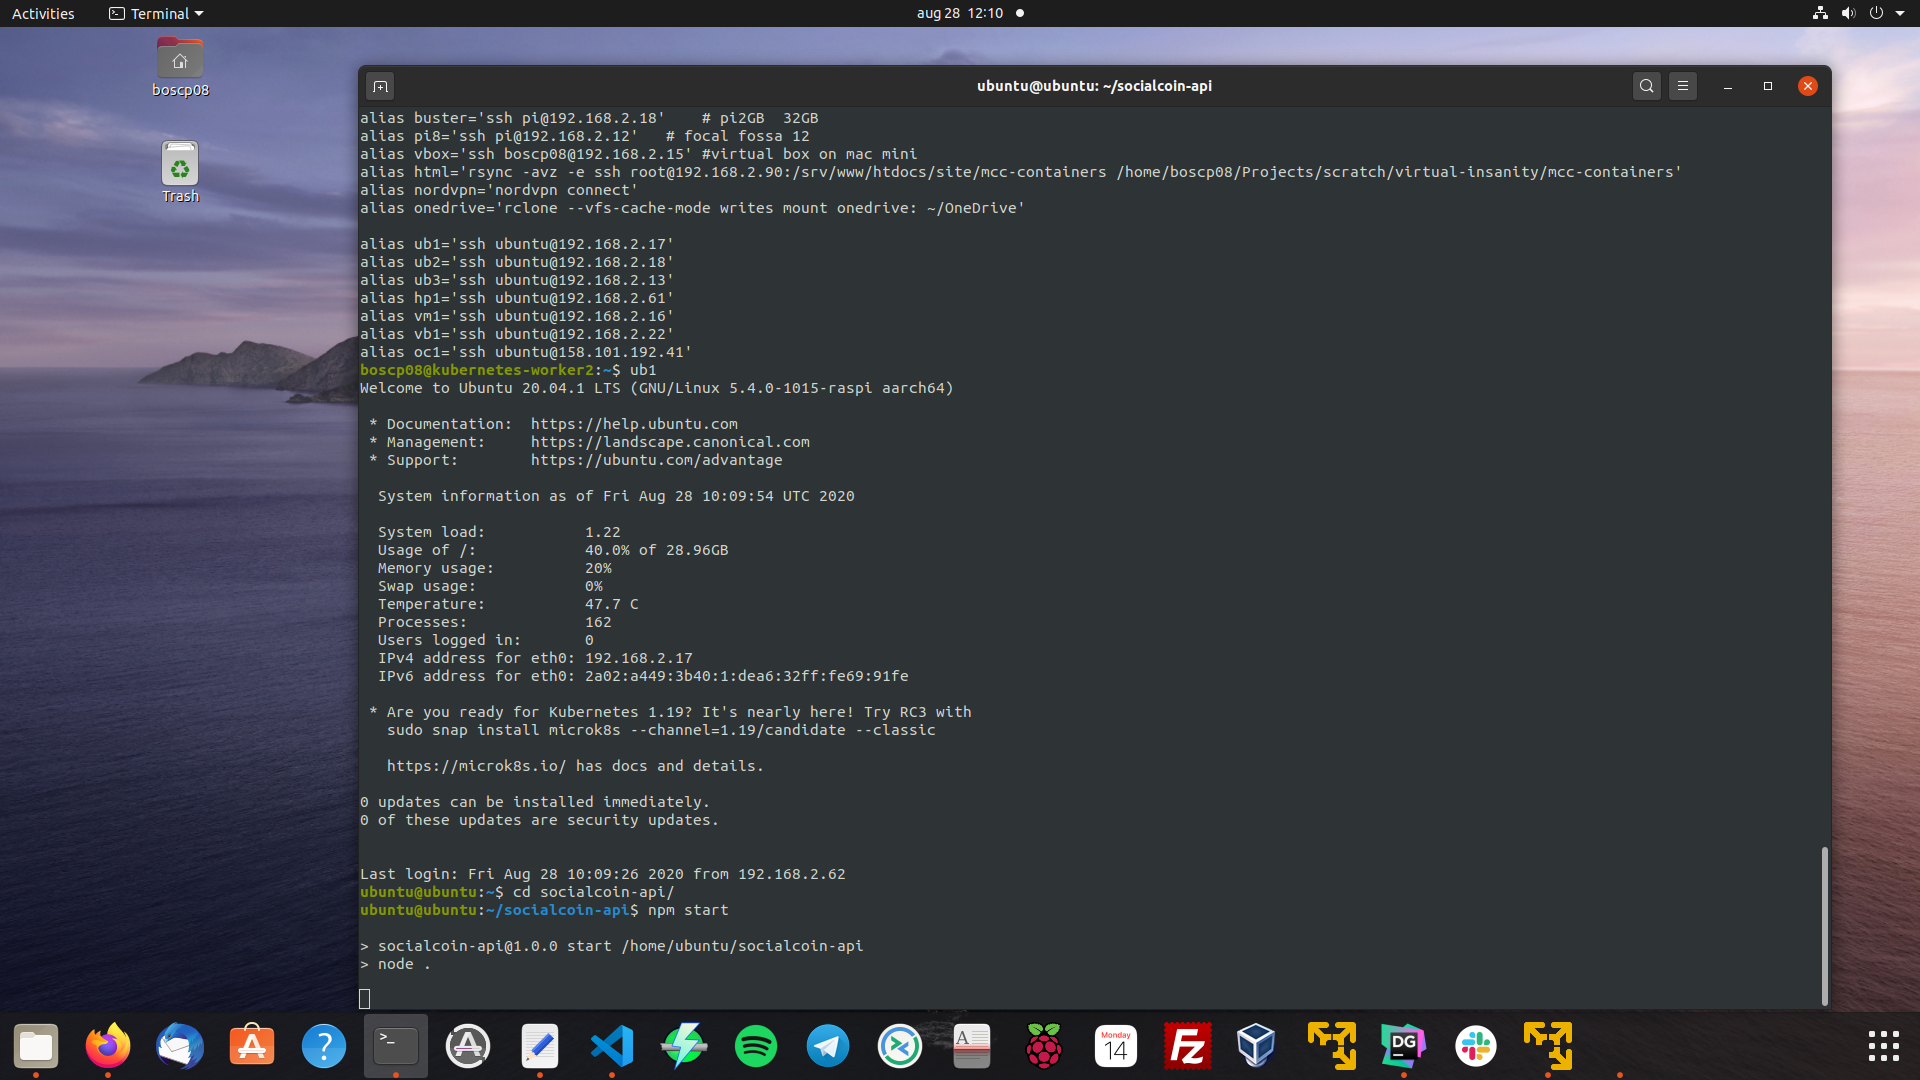 Activities
Terminal
aug 28 12:10
boscp08
Trash
ubuntu@ubuntu: ~/socialcoin-api
alias buster='ssh pi@192.168.2.18'    # pi2GB  32GB
alias pi8='ssh pi@192.168.2.12'   # focal fossa 12
alias vbox='ssh boscp08@192.168.2.15' #virtual box on mac mini
alias html='rsync -avz -e ssh root@192.168.2.90:/srv/www/htdocs/site/mcc-containers /home/boscp08/Projects/scratch/virtual-insanity/mcc-containers'
alias nordvpn='nordvpn connect'
alias onedrive='rclone --vfs-cache-mode writes mount onedrive: ~/OneDrive'
alias ub1='ssh ubuntu@192.168.2.17'
alias ub2='ssh ubuntu@192.168.2.18'
alias ub3='ssh ubuntu@192.168.2.13'
alias hp1='ssh ubuntu@192.168.2.61'
alias vm1='ssh ubuntu@192.168.2.16'
alias vb1='ssh ubuntu@192.168.2.22'
alias oc1='ssh ubuntu@158.101.192.41'
boscp08@kubernetes-worker2:~$ ub1
Welcome to Ubuntu 20.04.1 LTS (GNU/Linux 5.4.0-1015-raspi aarch64)
* Documentation:  https://help.ubuntu.com
* Management:     https://landscape.canonical.com
* Support:        https://ubuntu.com/advantage
System information as of Fri Aug 28 10:09:54 UTC 2020
System load:           1.22
Usage of /:            40.0% of 28.96GB
Memory usage:          20%
Swap usage:            0%
Temperature:           47.7 C
Processes:             162
Users logged in:       0
IPv4 address for eth0: 192.168.2.17
IPv6 address for eth0: 2a02:a449:3b40:1:dea6:32ff:fe69:91fe
* Are you ready for Kubernetes 1.19? It's nearly here! Try RC3 with
sudo snap install microk8s --channel=1.19/candidate --classic
https://microk8s.io/ has docs and details.
0 updates can be installed immediately.
0 of these updates are security updates.
Last login: Fri Aug 28 10:09:26 2020 from 192.168.2.62
ubuntu@ubuntu:~$ cd socialcoin-api/
ubuntu@ubuntu:~/socialcoin-api$ npm start
> socialcoin-api@1.0.0 start /home/ubuntu/socialcoin-api
> node .
Monday
14
Fz
DG